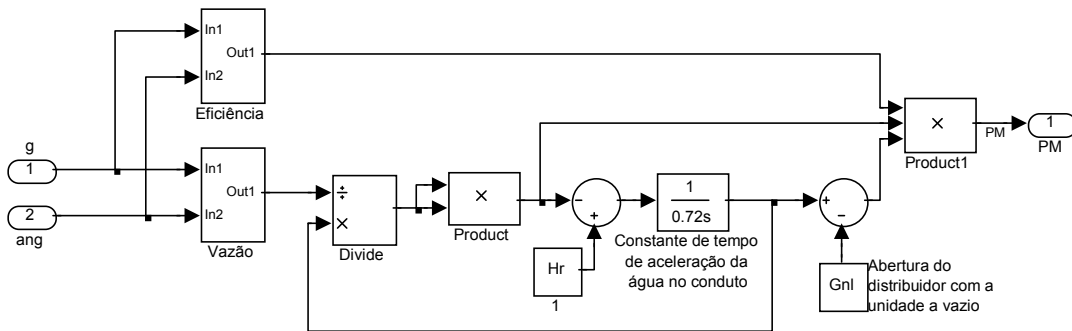 In1
Out1
In2
Eficiência
g
1
In1
Out1
In2
Vazão
2
ang
÷
×
Divide
×
Product
−
+
Hr
1
1
0.72s
Constante de tempo
de aceleração da
água no conduto
+
−
Gnl
Abertura do
distribuidor com a
unidade a vazio
×
Product1
PM
1
PM